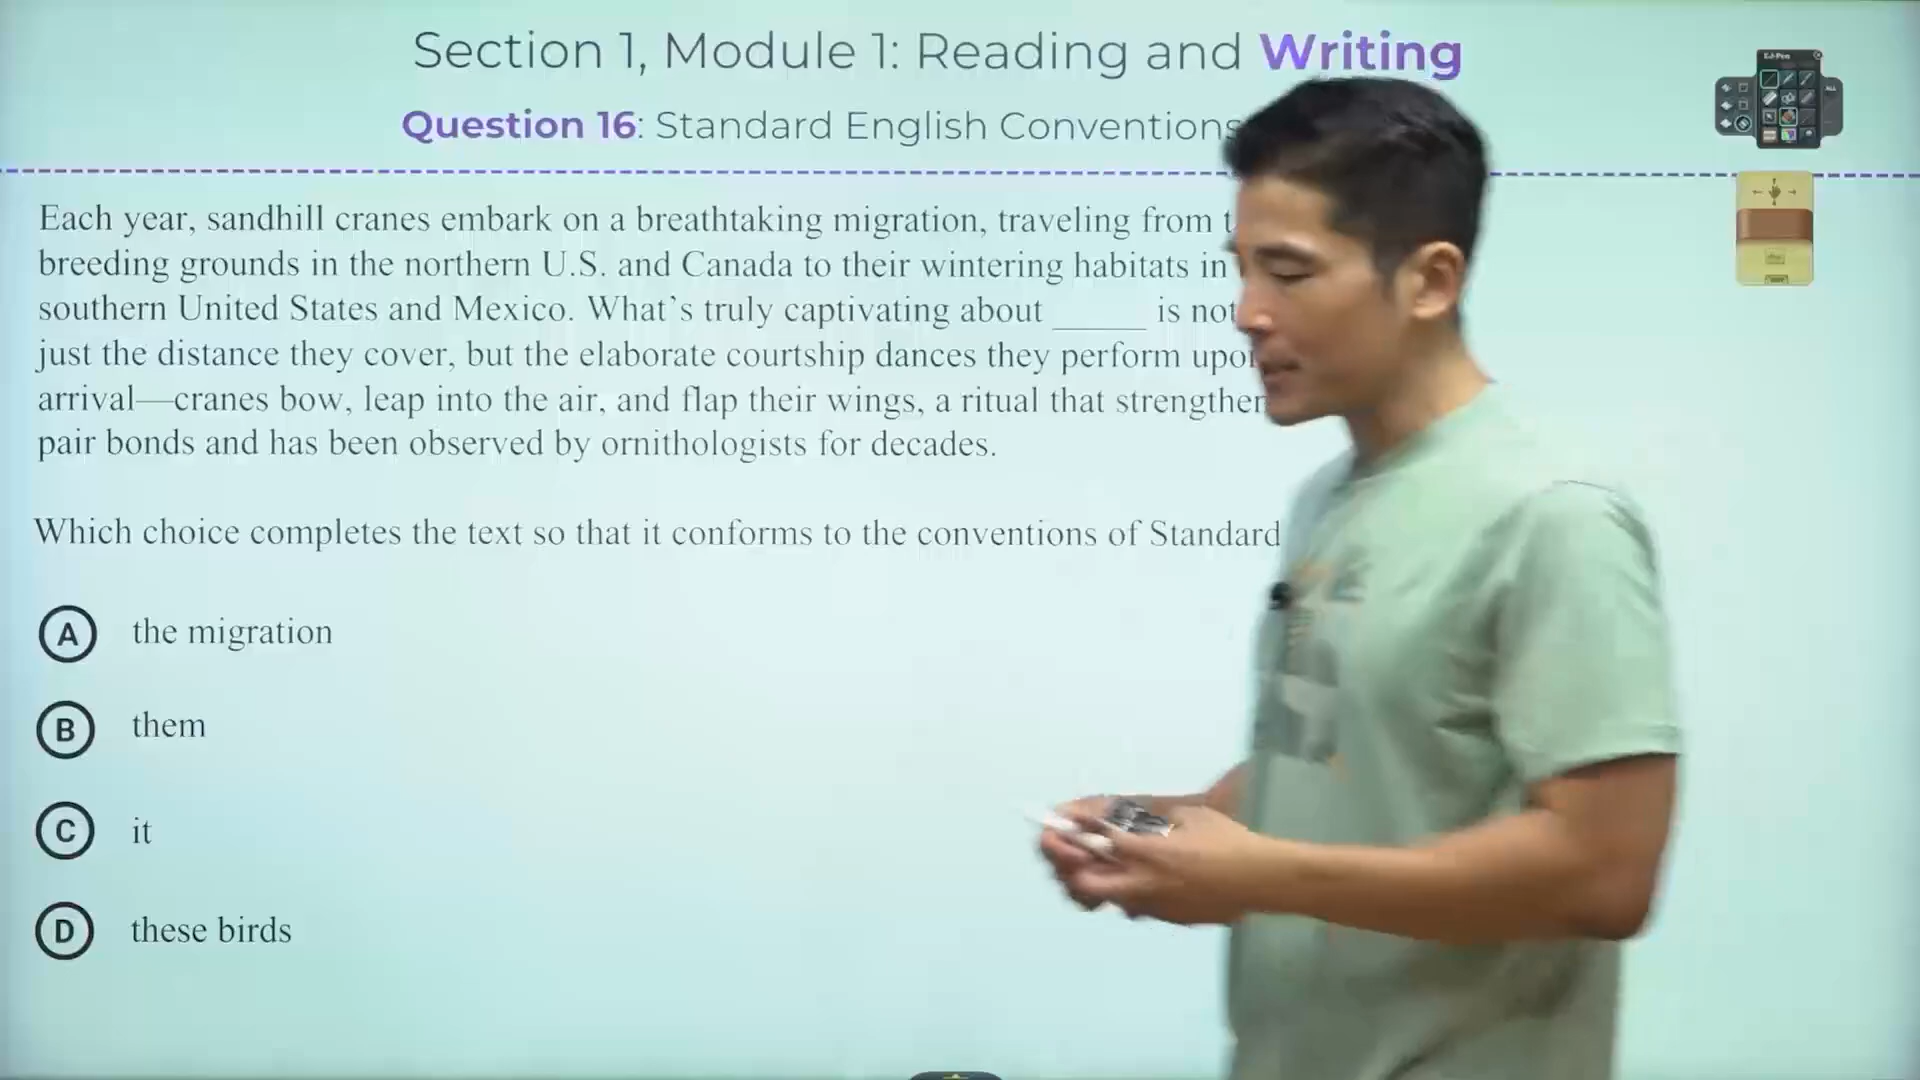 Section 1, Module 1: Reading and Writing
Question 16: Standard English Conventions
Each year, sandhill cranes embark on a breathtaking migration, traveling from
breeding grounds in the northern U.S. and Canada to their wintering habitats in
southern United States and Mexico. What’s truly captivating about _____ is not
just the distance they cover, but the elaborate courtship dances they perform
arrival—cranes bow, leap into the air, and flap their wings, a ritual that
pair bonds and has been observed by ornithologists for decades.
Which choice completes the text so that it conforms to the conventions of Standard
A the migration
B them
C it
D these birds